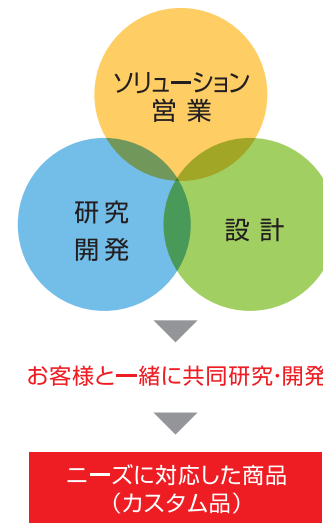 ソリューション
営業
研究
開発
設計
お客様と一緒に共同研究・開発
ニーズに対応した商品
（カスタム品）